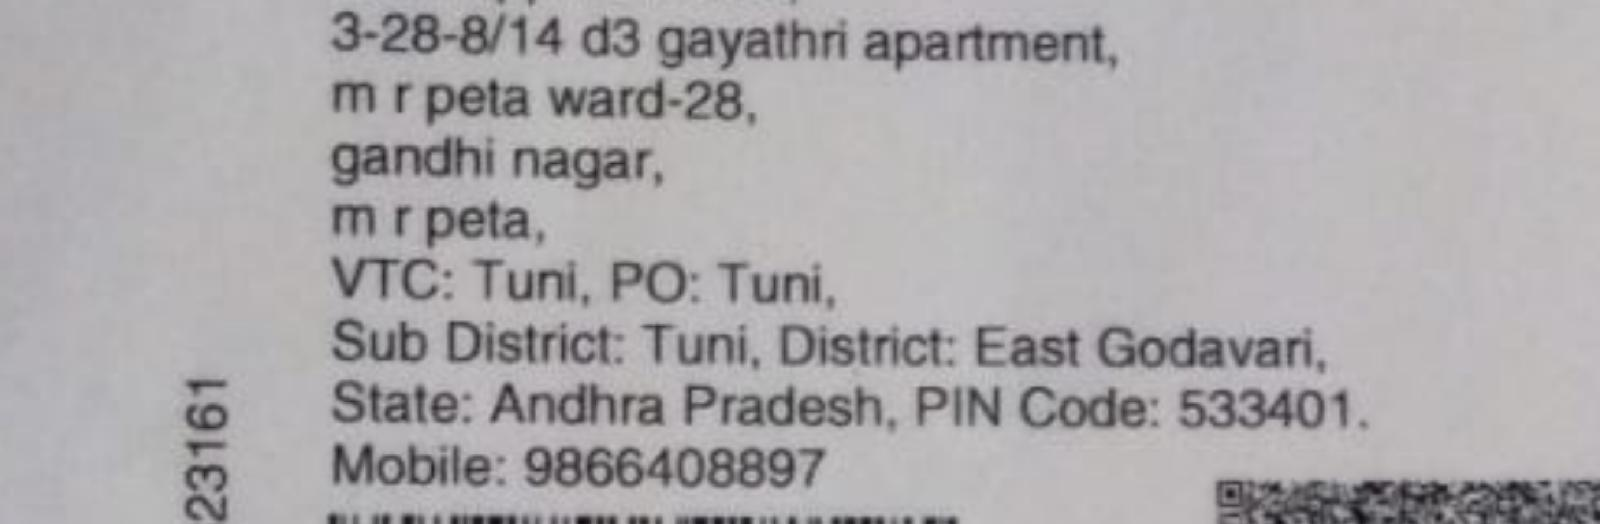 3-28-8/14 d3 gayathri apartment,
m r peta ward-28,
gandhi nagar,
m r peta,
VTC: Tuni, PO: Tuni,
Sub District: Tuni, District: East Godavari,
State: Andhra Pradesh, PIN Code: 533401.
Mobile: 9866408897
23161